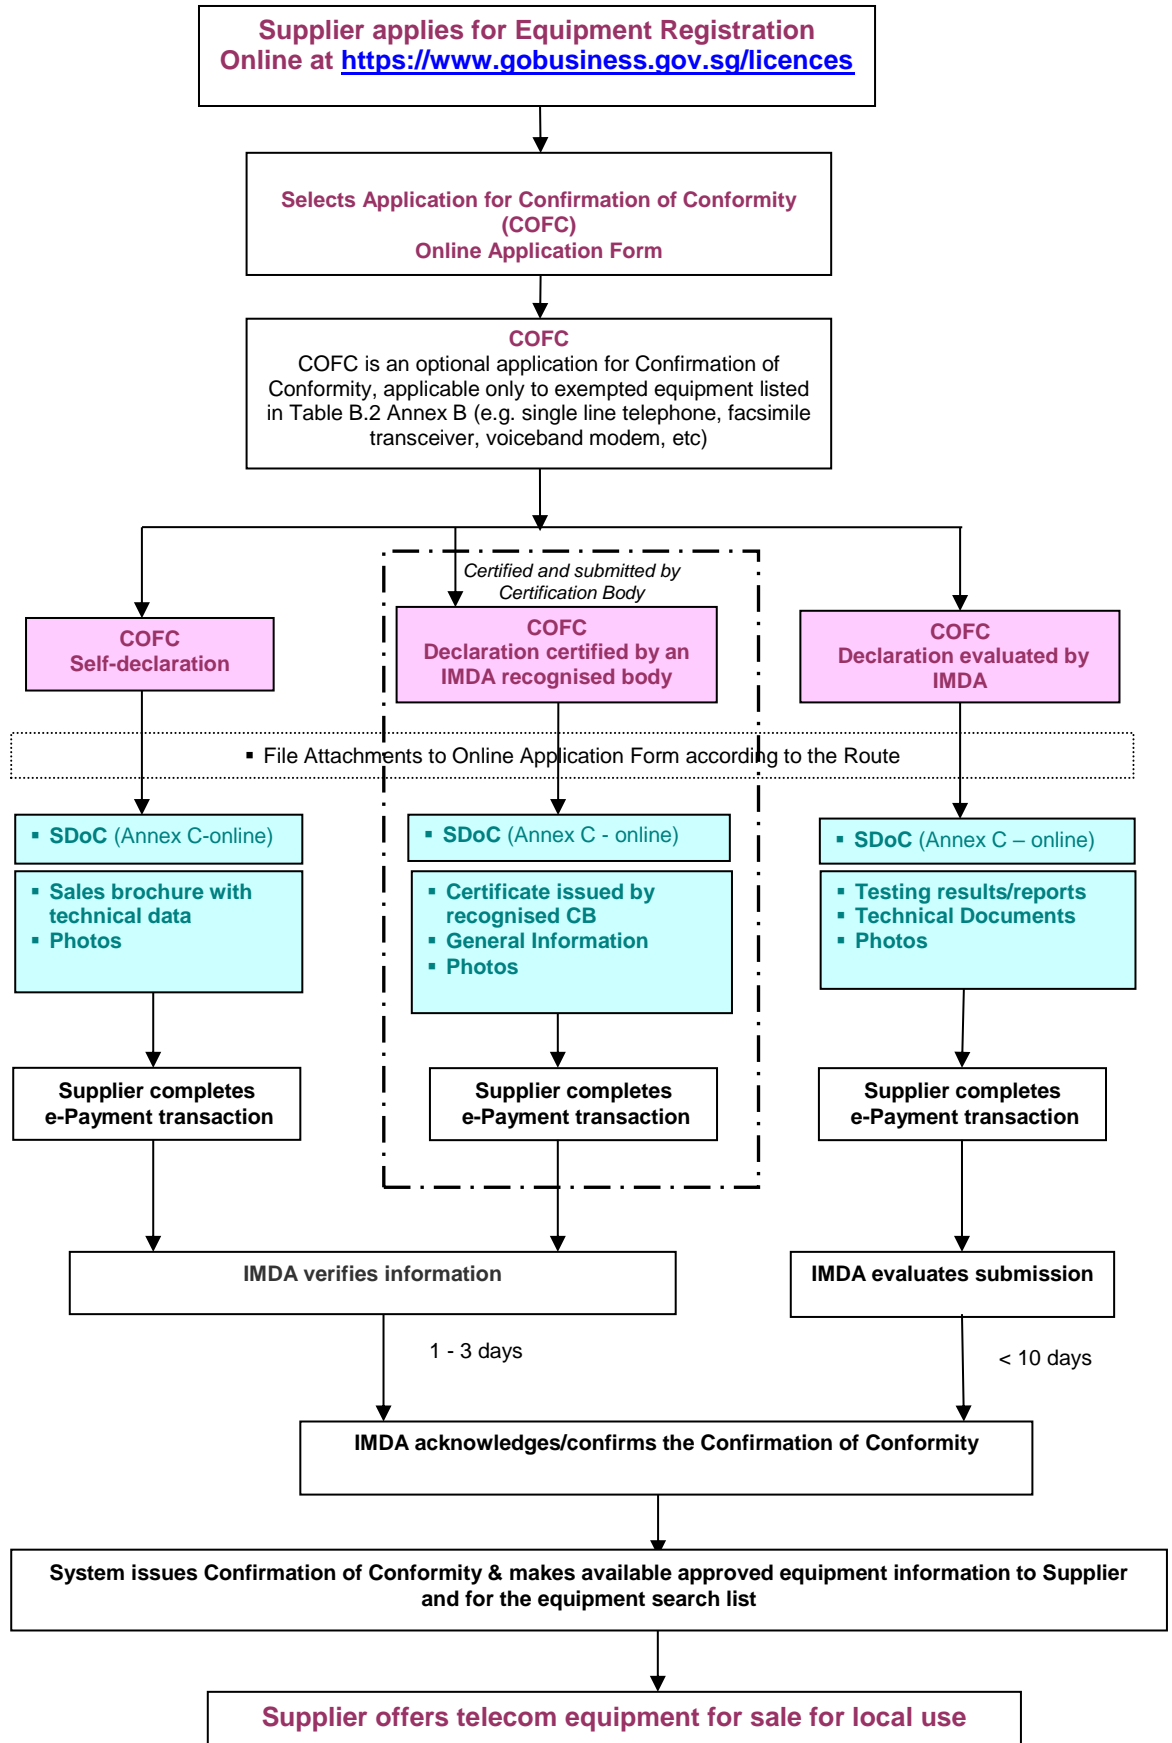 Supplier applies for Equipment Registration
Online at https://www.gobusiness.gov.sg/licences
Selects Application for Confirmation of Conformity
(COFC)
Online Application Form
COFC
COFC is an optional application for Confirmation of
Conformity, applicable only to exempted equipment listed
in Table B.2 Annex B (e.g. single line telephone, facsimile
transceiver, voiceband modem, etc)
Certified and submitted by
Certification Body
COFC
Self-declaration
COFC
Declaration certified by an
IMDA recognised body
COFC
Declaration evaluated by
IMDA
▪ File Attachments to Online Application Form according to the Route
▪ SDoC (Annex C-online)
▪ Sales brochure with
technical data
▪ Photos
▪ SDoC (Annex C - online)
▪ Certificate issued by
recognised CB
▪ General Information
▪ Photos
▪ SDoC (Annex C – online)
▪ Testing results/reports
▪ Technical Documents
▪ Photos
Supplier completes
e-Payment transaction
Supplier completes
e-Payment transaction
Supplier completes
e-Payment transaction
IMDA verifies information
IMDA evaluates submission
1 - 3 days
< 10 days
IMDA acknowledges/confirms the Confirmation of Conformity
System issues Confirmation of Conformity & makes available approved equipment information to Supplier
and for the equipment search list
Supplier offers telecom equipment for sale for local use